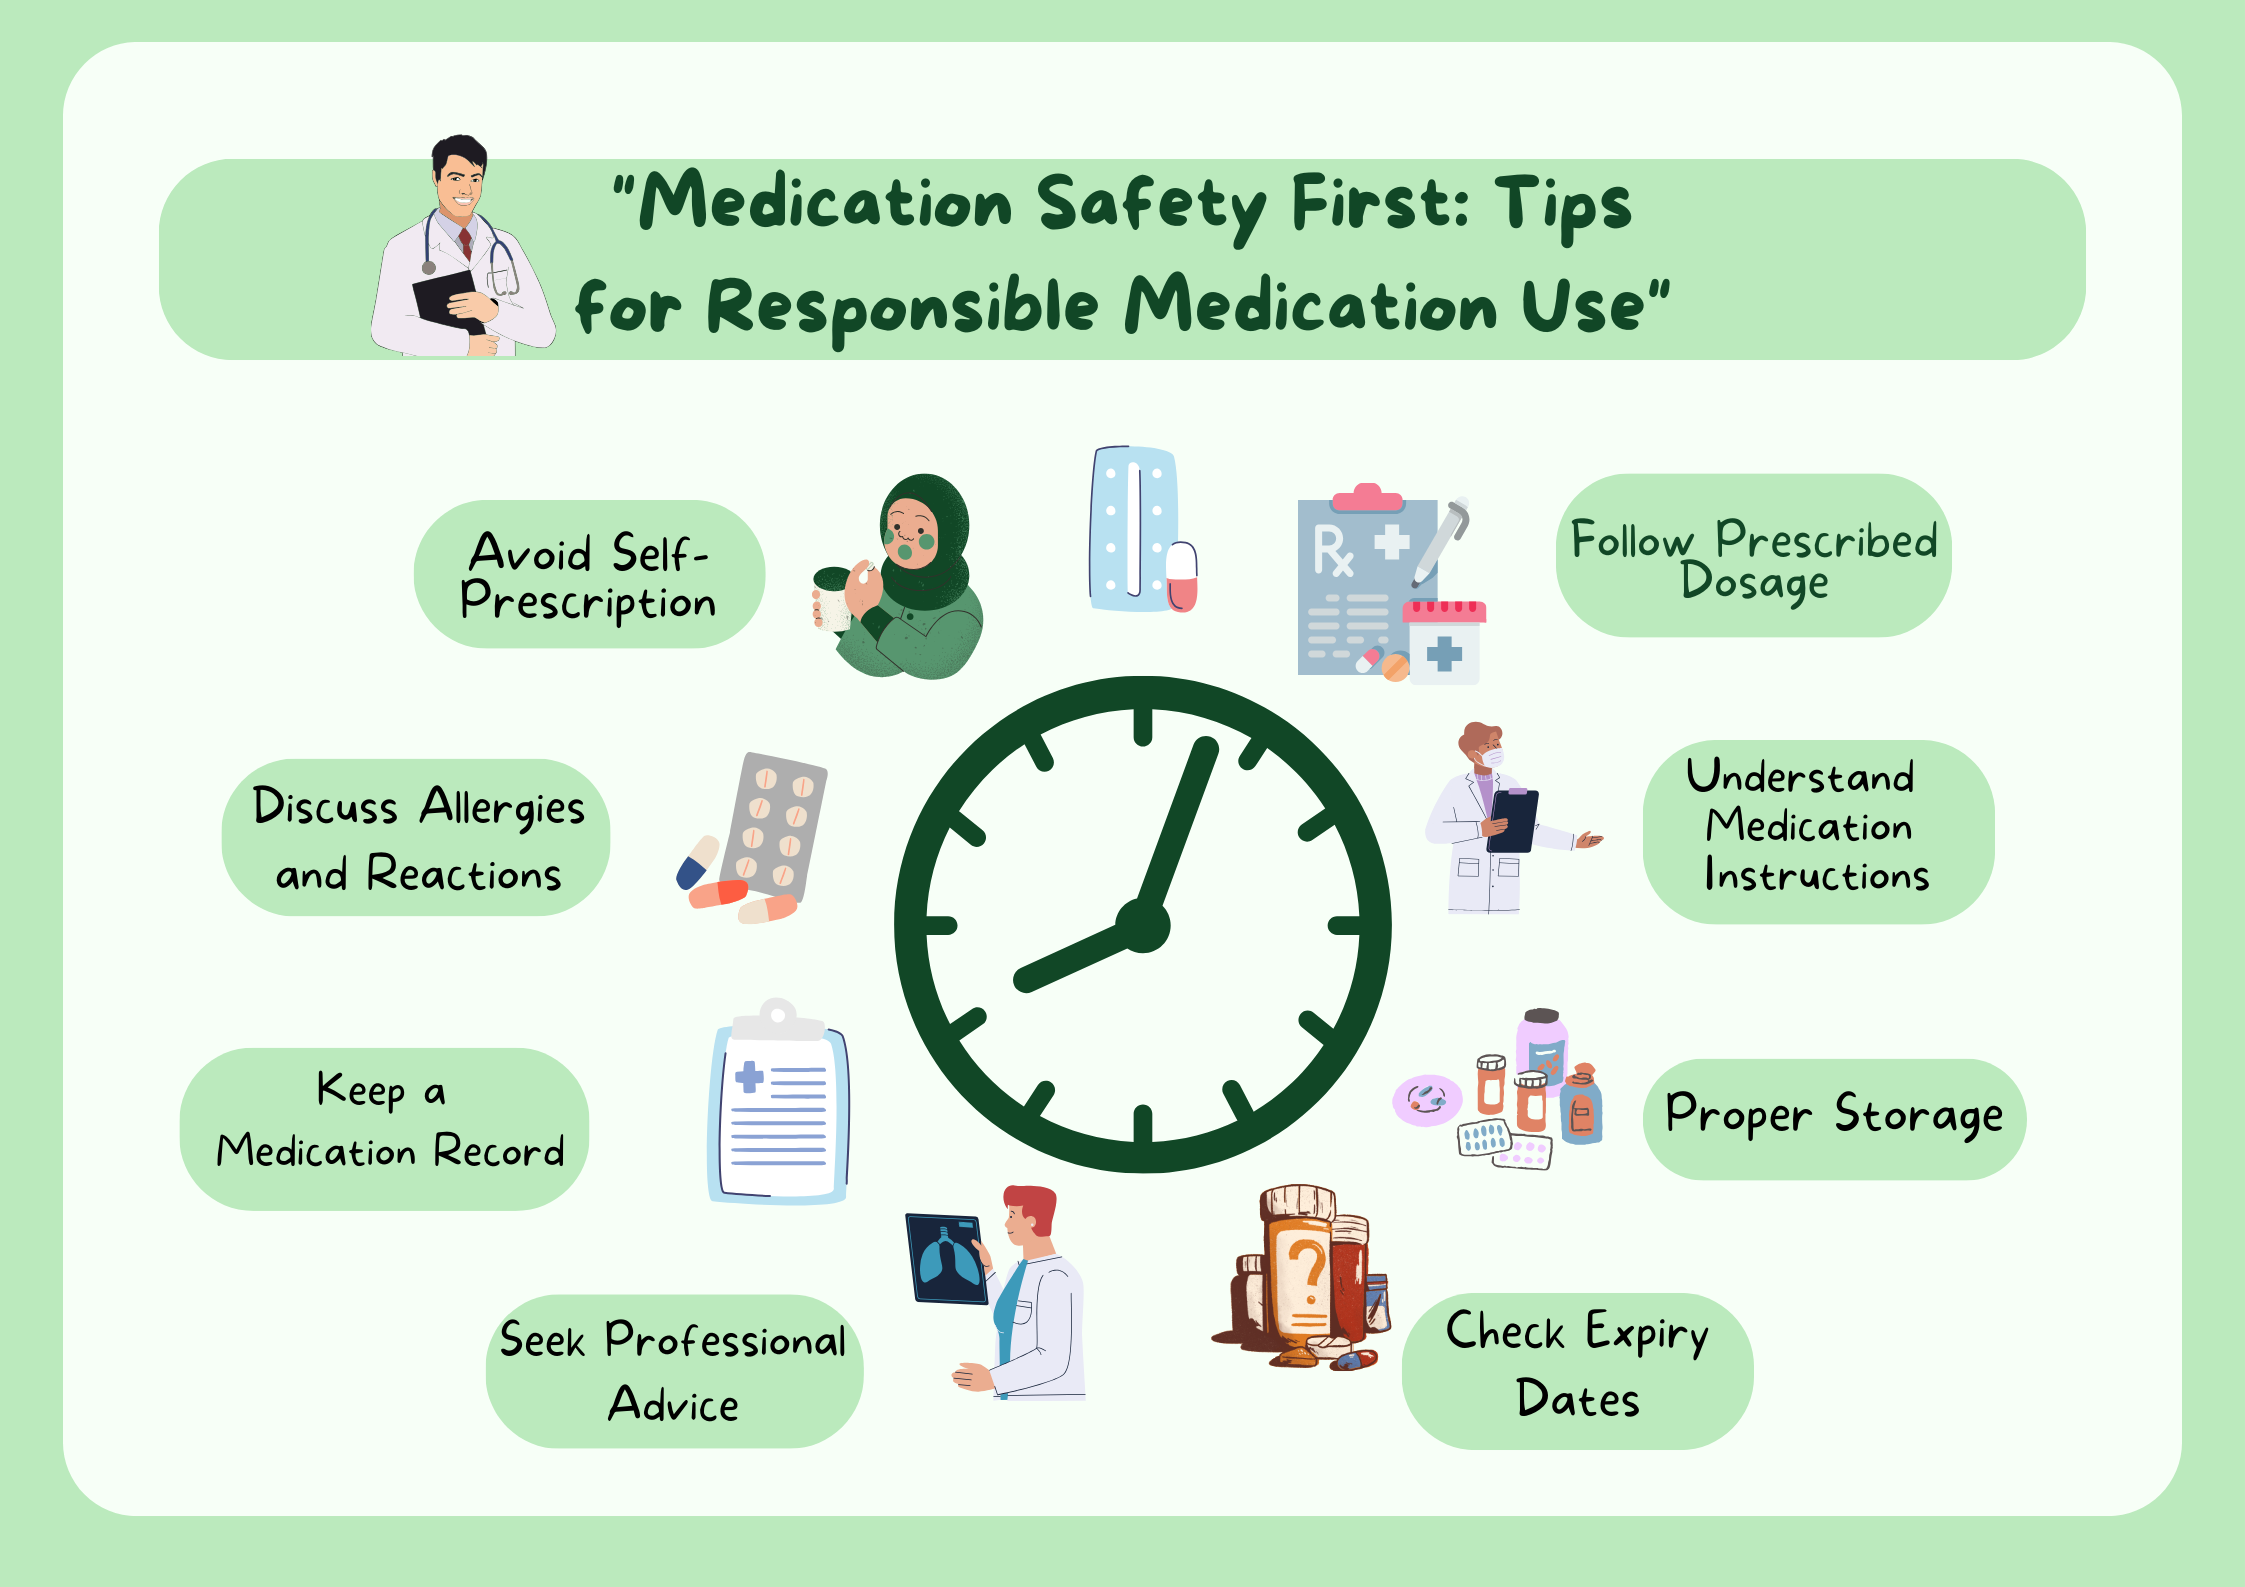 "Medication Safety First: Tips
for Responsible Medication Use"
Avoid Self-
Prescription
Rx
Follow Prescribed
Dosage
Discuss Allergies
and Reactions
Understand
Medication
Instructions
Keep a
Medication Record
Proper Storage
Seek Professional
Advice
?
Check Expiry
Dates